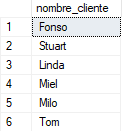 nombre_cliente
1 Fonso
2 Stuart
3 Linda
4 Miel
5 Milo
6 Tom